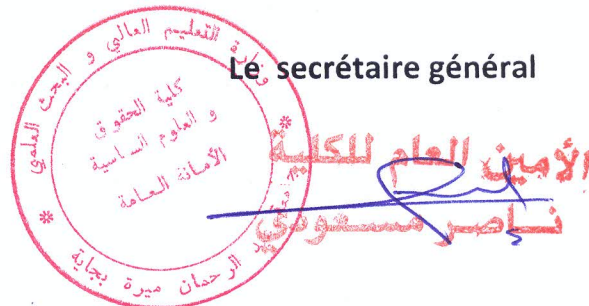 Le secrétaire général
وزارة التعليم العالي و البحث العلمي
كلية الحقوق
و العلوم السياسية
الأمانة العامة
الرحمان ميرة بجاية
الأمين العام للكلية
ناصر مسعودي